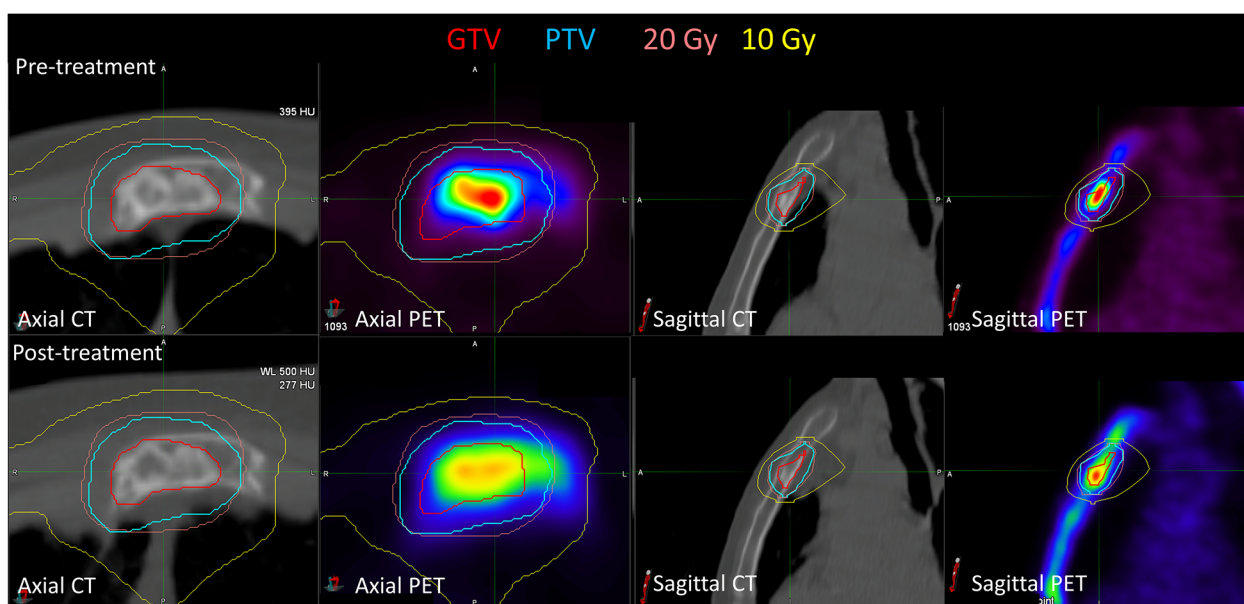 GTV PTV 20 Gy 10 Gy
Pre-treatment
A
A
395 HU
R
L
L
A
P
A
P
P
1093
1093
Axial CT
Axial PET
Sagittal CT
Sagittal PET
Post-treatment
A
A
WL 500 HU
277 HU
R
L
R
L
A
P
A
P
P
Axial CT
Axial PET
Sagittal CT
Sagittal PET